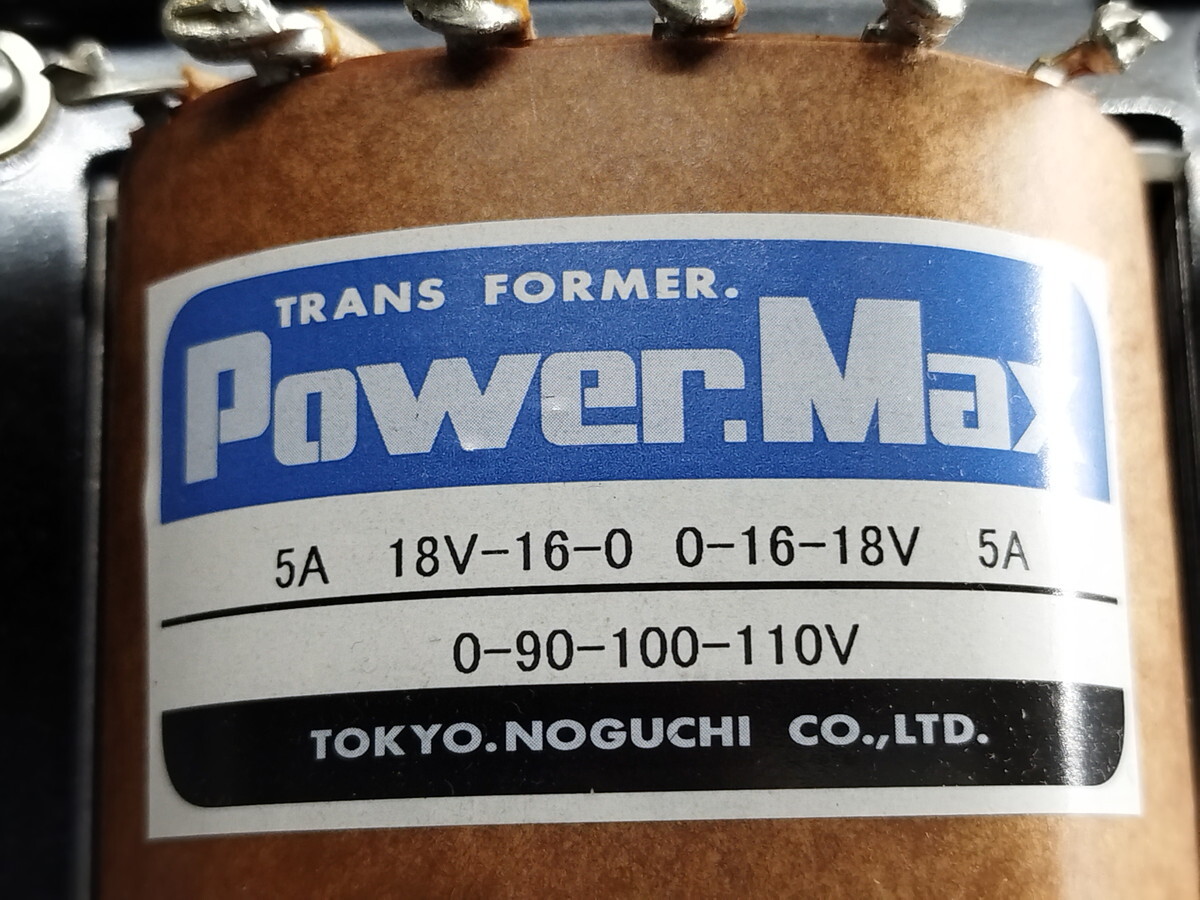 TRANS FORMER.
Power.Max
5A 18V-16-0 0-16-18V 5A
0-90-100-110V
TOKYO.NOGUCHI CO.,LTD.